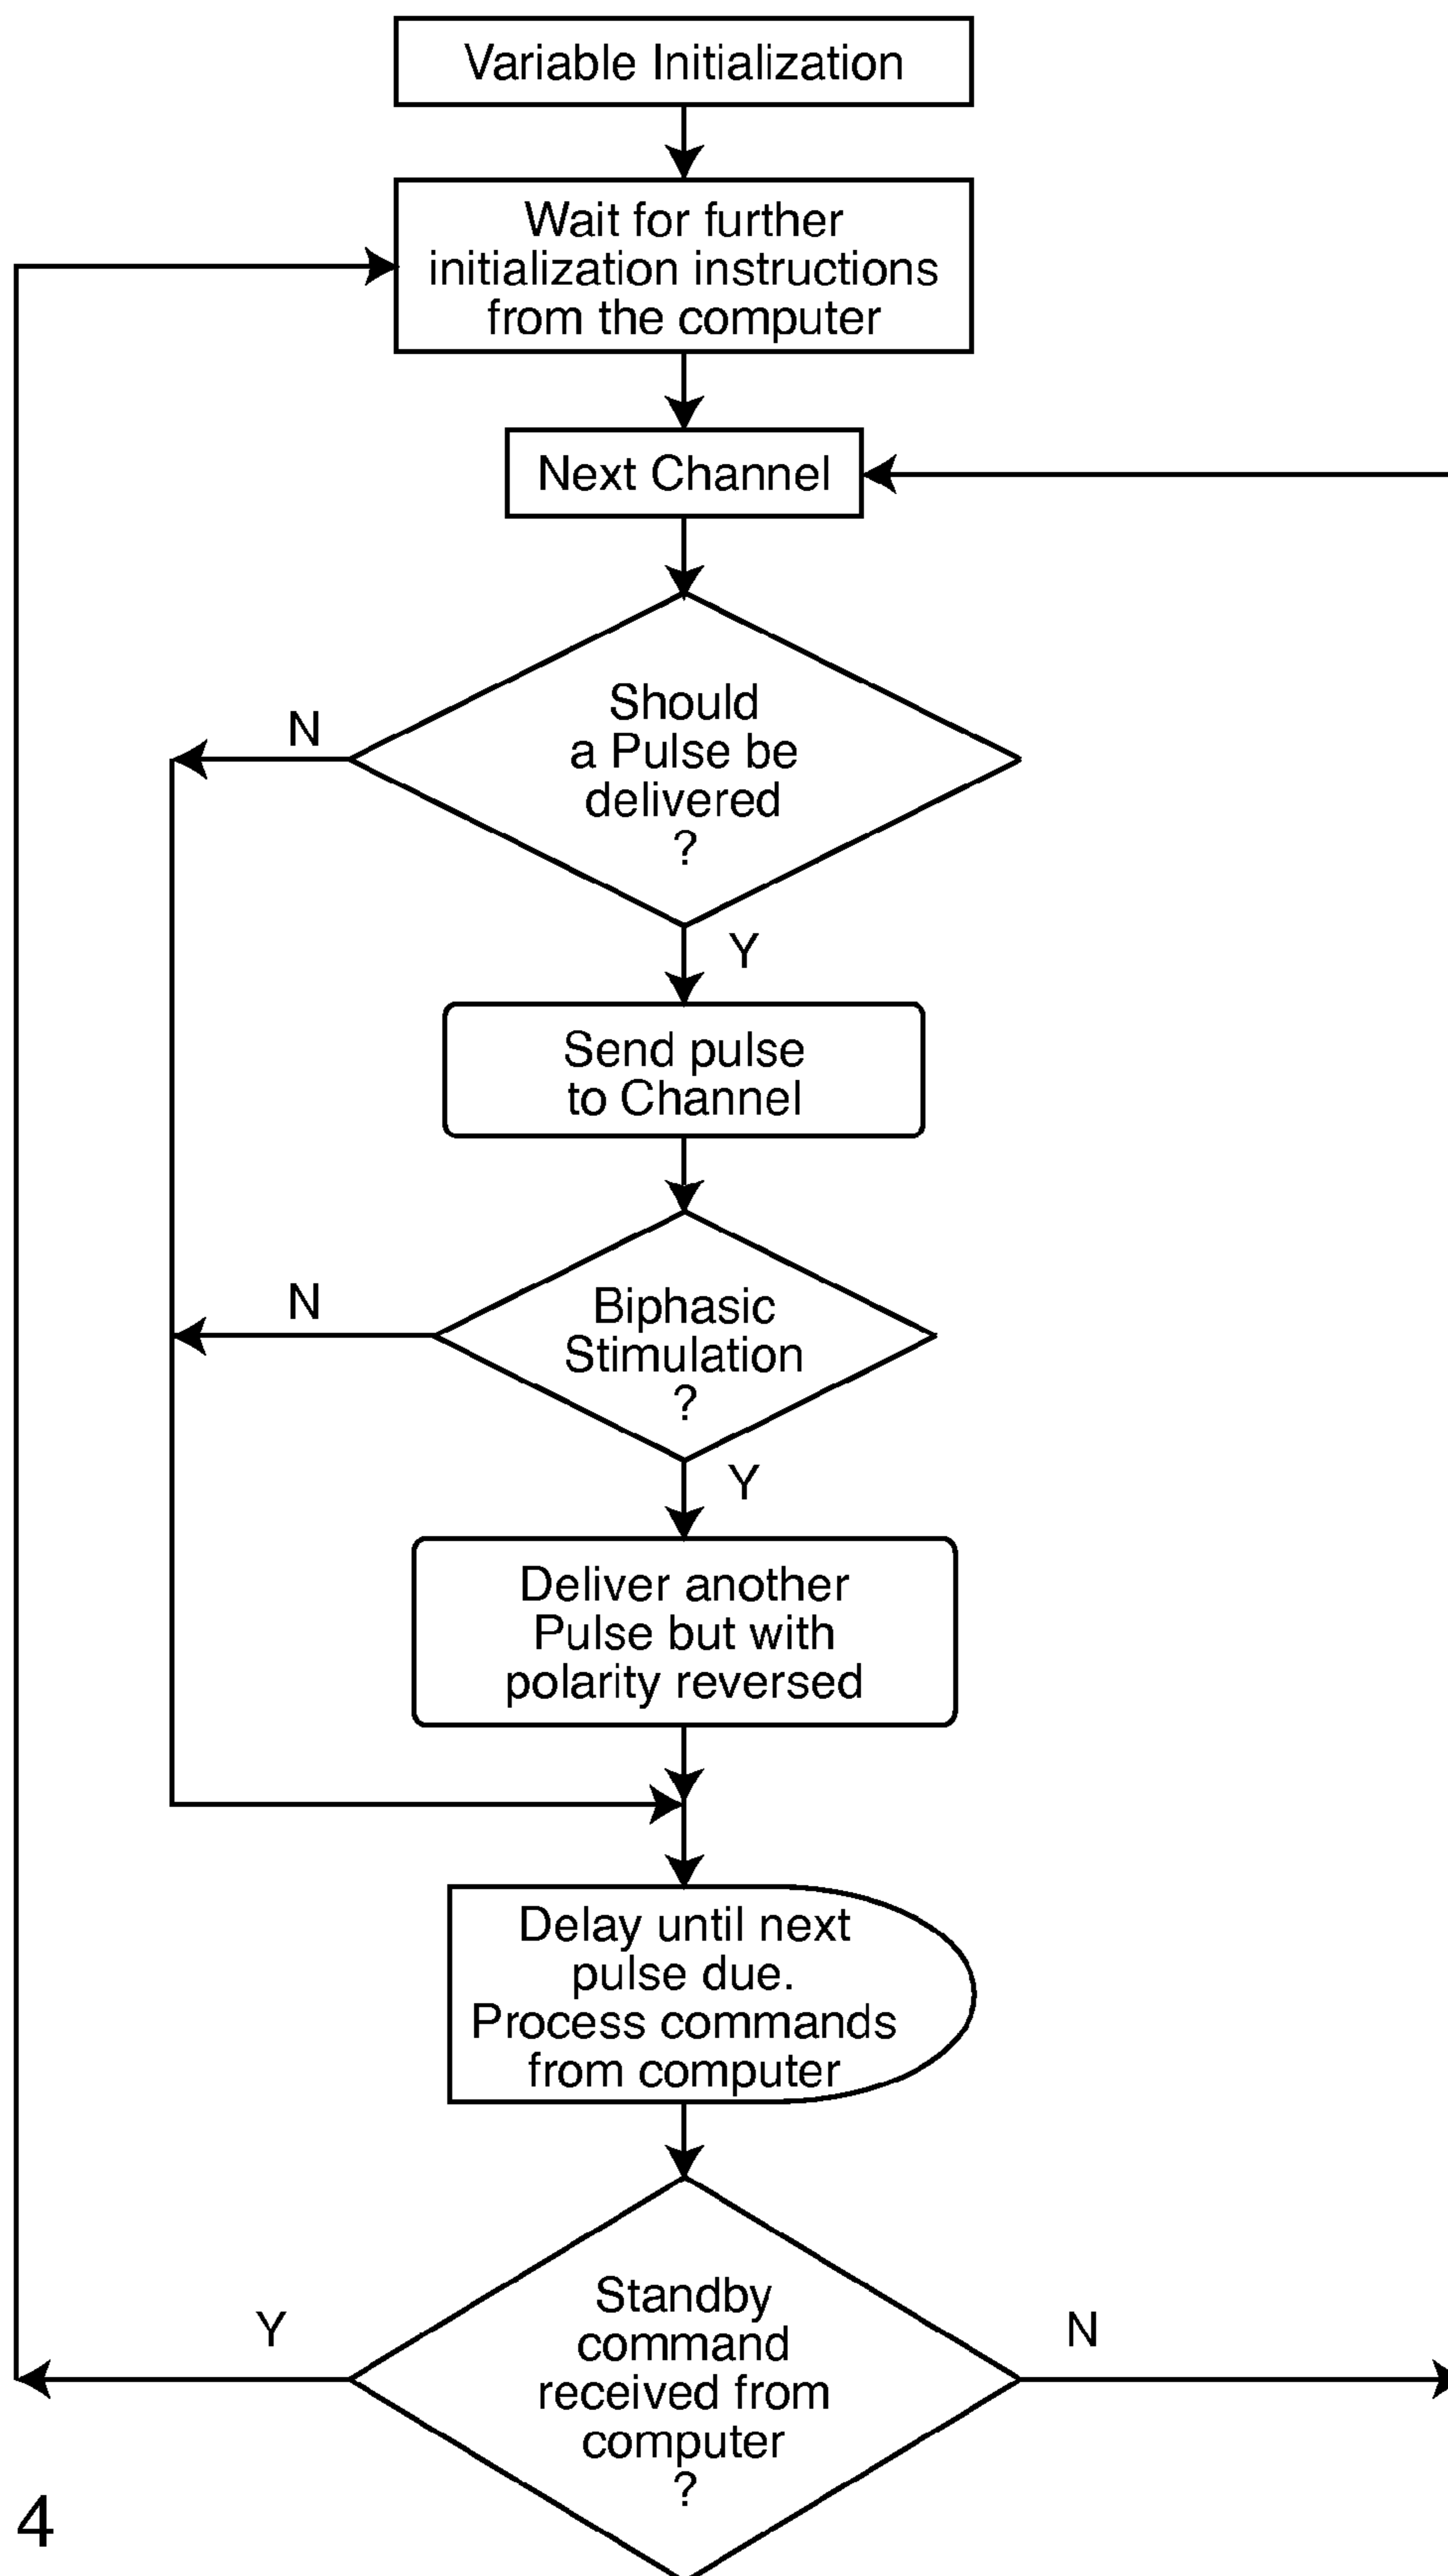 Variable Initialization
Wait for further
initialization instructions
from the computer
Next Channel
Should
a Pulse be
delivered
?
N
Y
Send pulse
to Channel
Biphasic
Stimulation
?
N
Y
Deliver another
Pulse but with
polarity reversed
Delay until next
pulse due.
Process commands
from computer
Standby
command
received from
computer
?
Y
N
4